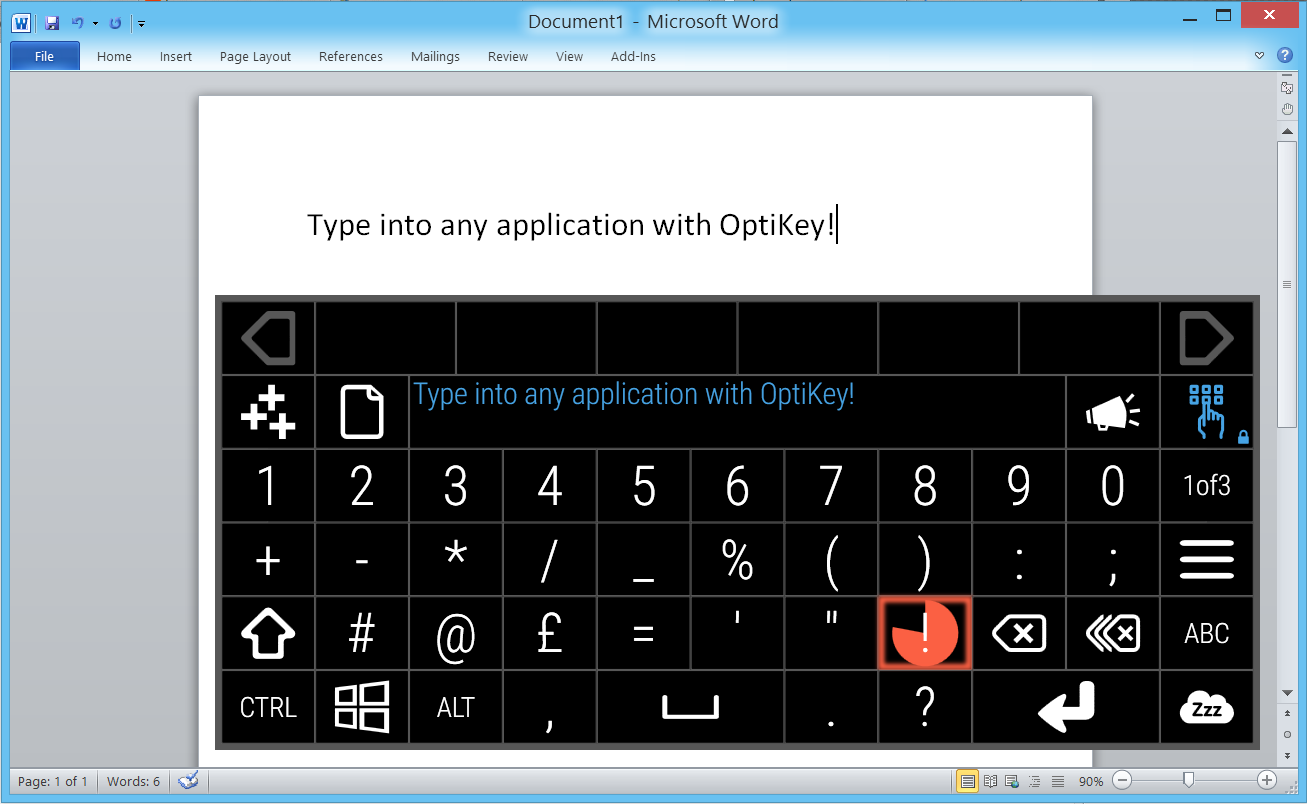 Document1 - Microsoft Word
File Home Insert Page Layout References Mailings Review View Add-Ins
Type into any application with OptiKey!
Type into any application with OptiKey!
1 2 3 4 5 6 7 8 9 0 1of3
+ - * / _ % ( ) : ;
# @ £ = ' " ! ABC
CTRL ALT , . ? Zzz
Page: 1 of 1 Words: 6 90%